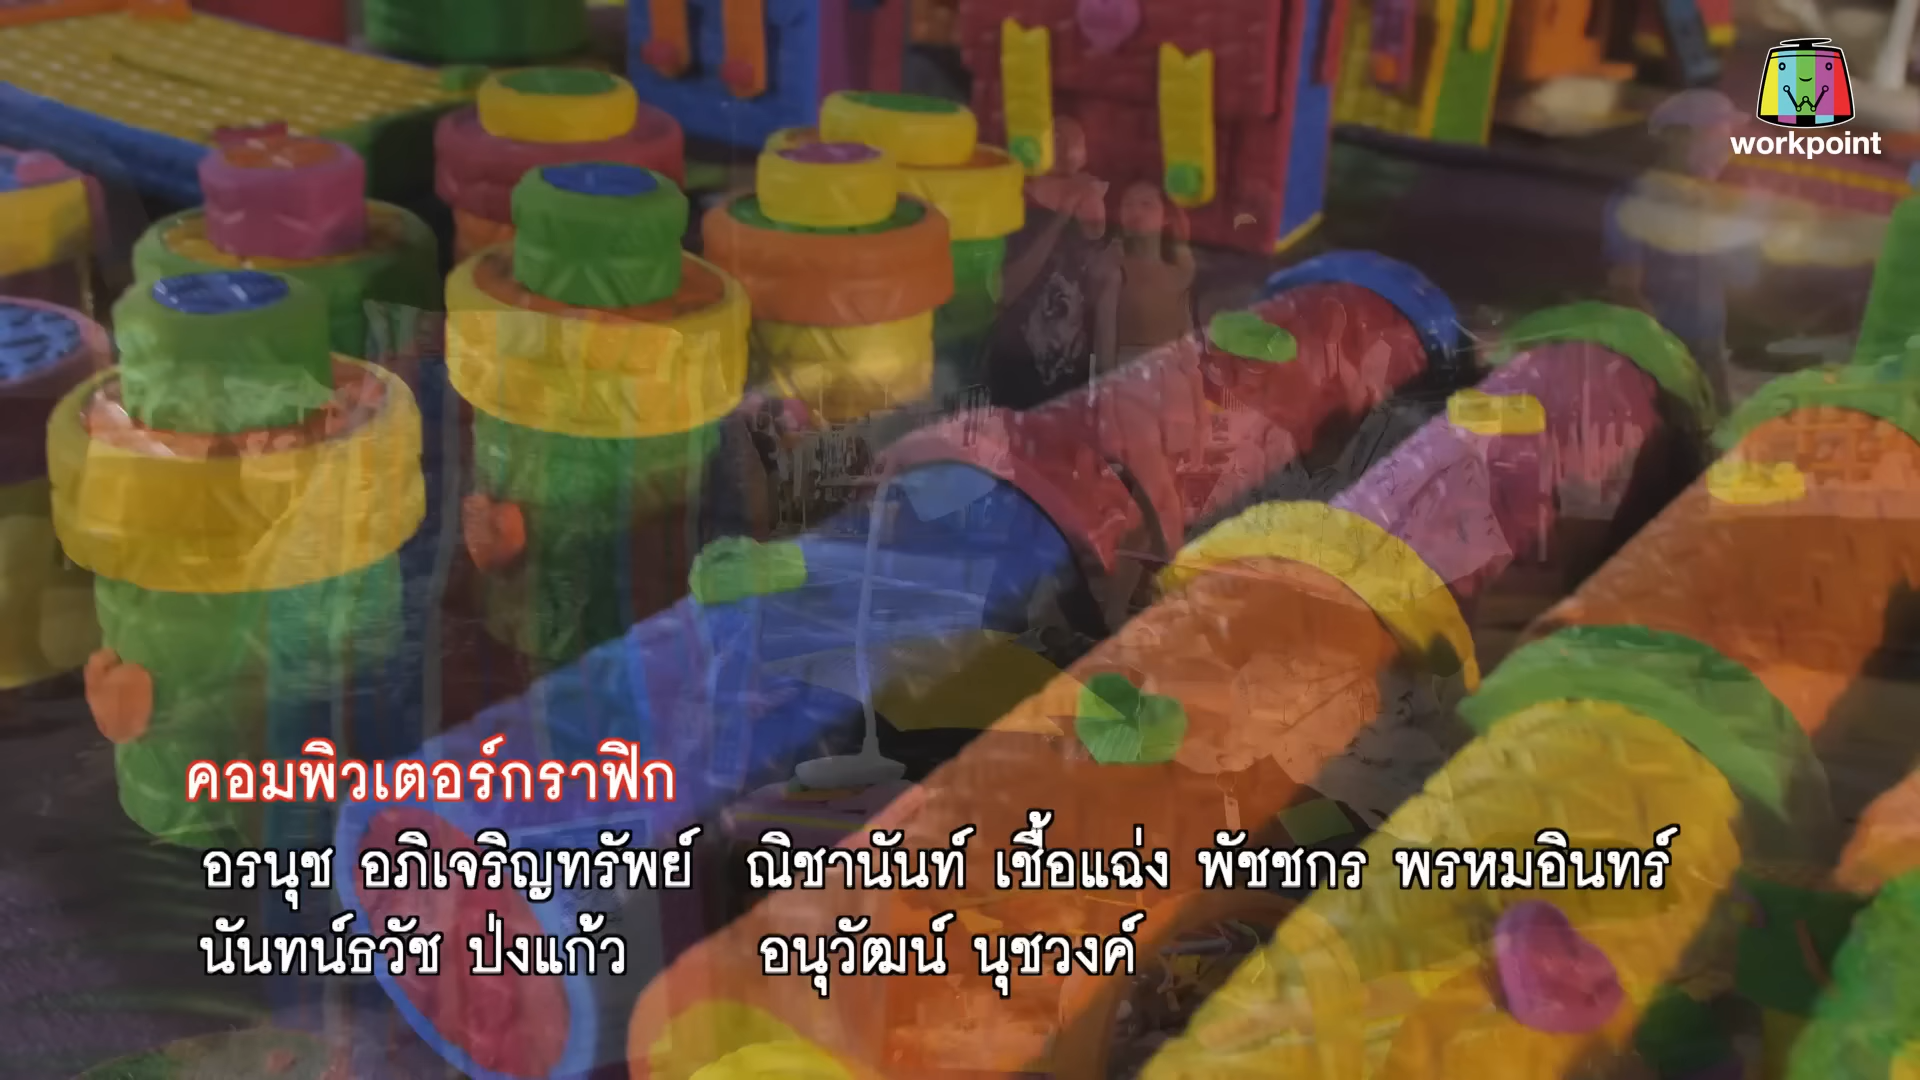 workpoint
คอมพิวเตอร์กราฟิก
อรนุช อภิเจริญทรัพย์ ณิชานันท์ เชื้อแฉ่ง พัชชกร พรหมอินทร์
นันทน์ธวัช ป่งแก้ว อนุวัฒน์ นุชวงค์